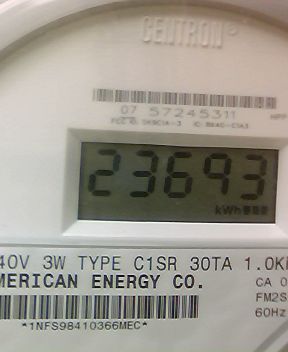 CENTRON®
07 57245311
23693
kWh
40V 3W TYPE C1SR 30TA 1.0K
MERICAN ENERGY CO.
CA 0
FM2S
60Hz
*1NFS98410366MEC*